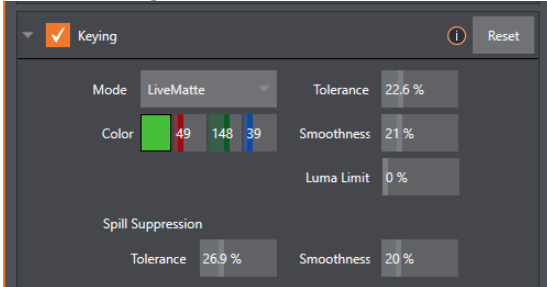 Keying Reset
Mode LiveMatte Tolerance 22.6 %
Color 49 148 39 Smoothness 21 %
Luma Limit 0 %
Spill Suppression
Tolerance 26.9 % Smoothness 20 %